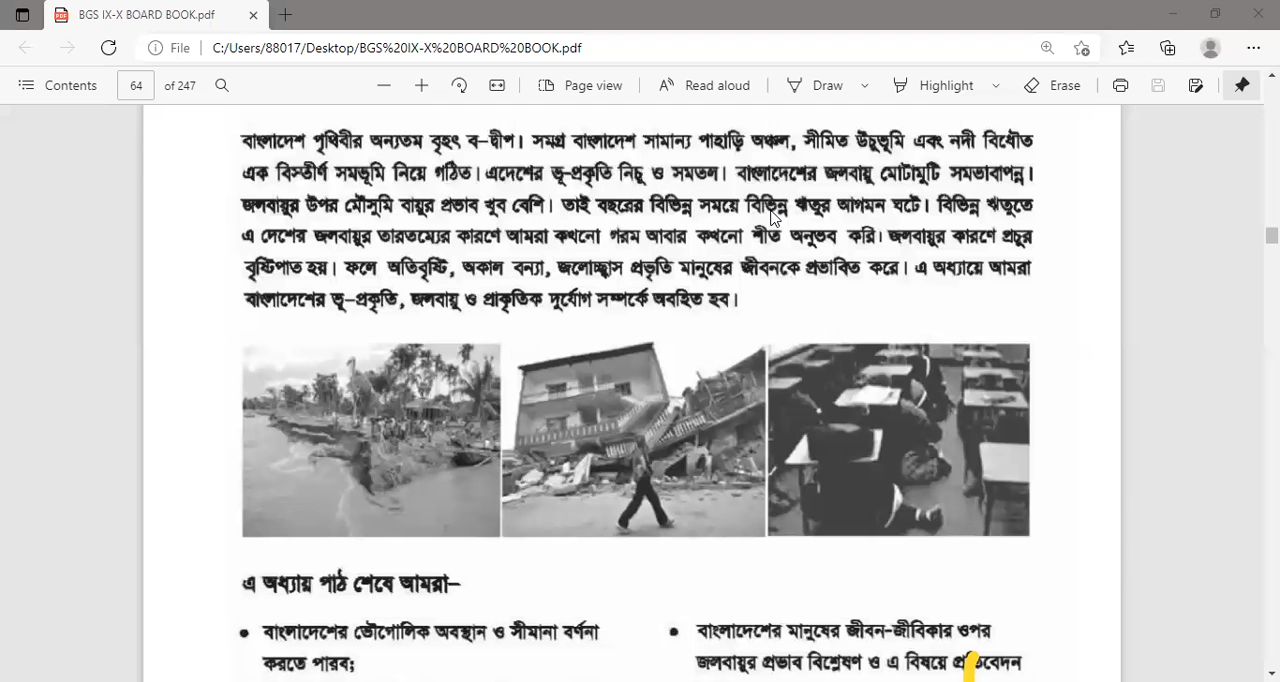 BGS IX-X BOARD BOOK.pdf
File C:/Users/88017/Desktop/BGS%20IX-X%20BOARD%20BOOK.pdf
Contents 64 of 247 Page view Read aloud Draw Highlight Erase
বাংলাদেশ পৃথিবীর অন্যতম বৃহৎ ব-দ্বীপ। সমগ্র বাংলাদেশ সামান্য পাহাড়ি অঞ্চল, সীমিত উঁচুভূমি এবং নদী বিধৌত
এক বিস্তীর্ণ সমভূমি নিয়ে গঠিত। এদেশের ভূ-প্রকৃতি নিচু ও সমতল। বাংলাদেশের জলবায়ু মোটামুটি সমভাবাপন্ন।
জলবায়ুর উপর মৌসুমি বায়ুর প্রভাব খুব বেশি। তাই বছরের বিভিন্ন সময়ে বিভিন্ন ঋতুর আগমন ঘটে। বিভিন্ন ঋতুতে
এ দেশের জলবায়ুর তারতম্যের কারণে আমরা কখনো গরম আবার কখনো শীত অনুভব করি। জলবায়ুর কারণে প্রচুর
বৃষ্টিপাত হয়। ফলে অতিবৃষ্টি, অকাল বন্যা, জলোচ্ছ্বাস প্রভৃতি মানুষের জীবনকে প্রভাবিত করে। এ অধ্যায়ে আমরা
বাংলাদেশের ভূ-প্রকৃতি, জলবায়ু ও প্রাকৃতিক দুর্যোগ সম্পর্কে অবহিত হব।
এ অধ্যায় পাঠ শেষে আমরা-
• বাংলাদেশের ভৌগোলিক অবস্থান ও সীমানা বর্ণনা
করতে পারব;
• বাংলাদেশের মানুষের জীবন-জীবিকার ওপর
জলবায়ুর প্রভাব বিশ্লেষণ ও এ বিষয়ে প্রতিবেদন